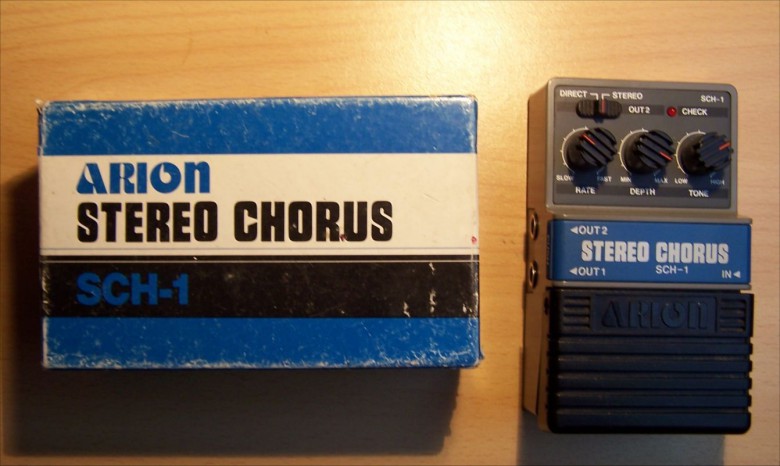 ARION
STEREO CHORUS
SCH-1
DIRECT STEREO SCH-1
OUT2 CHECK
SLOW FAST MIN MAX LOW HIGH
RATE DEPTH TONE
◄OUT2
STEREO CHORUS
◄OUT1 SCH-1 IN◄
ARION